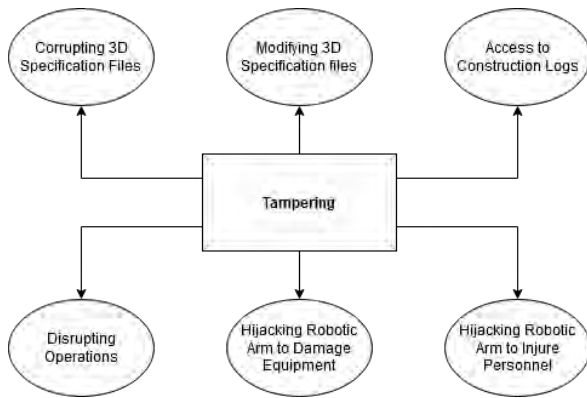 Corrupting 3D
Specification Files
Modifying 3D
Specification files
Access to
Construction Logs
Tampering
Disrupting
Operations
Hijacking Robotic
Arm to Damage
Equipment
Hijacking Robotic
Arm to Injure
Personnel